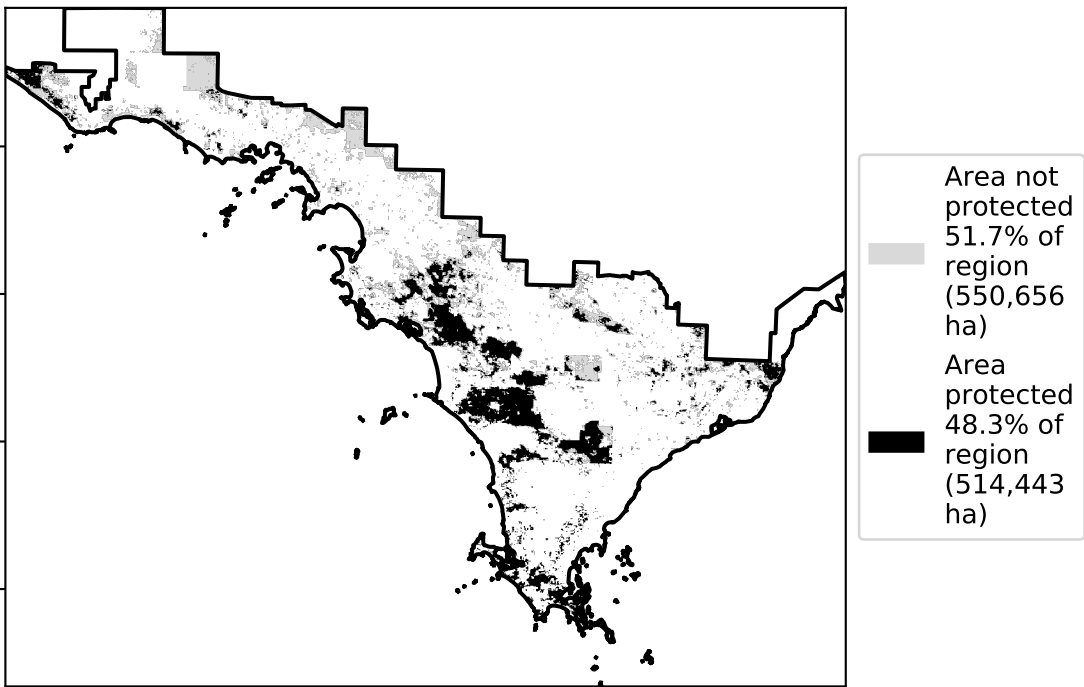 Area not
protected
51.7% of
region
(550,656
ha)
Area
protected
48.3% of
region
(514,443
ha)